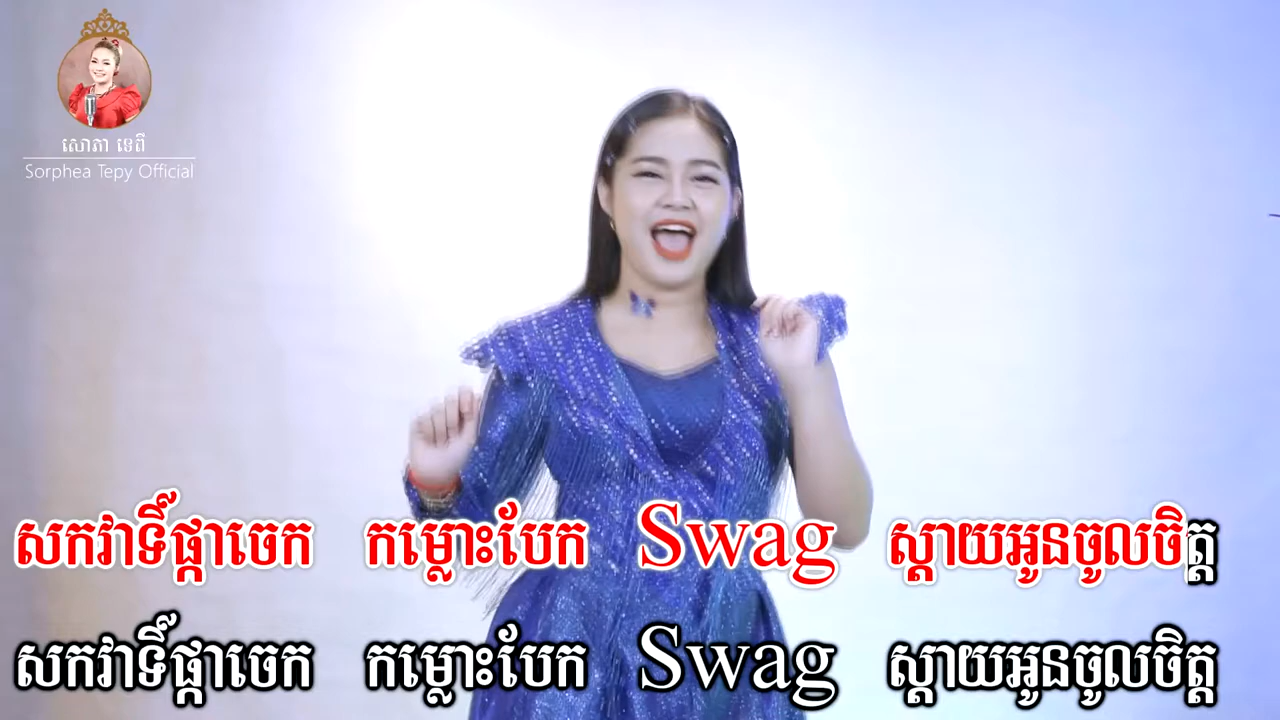 សោភា ទេពី
Sorphea Tepy Official
សកវាទិ៍ផ្កាចេក កម្លោះបែក Swag ស្ដាយអូនចូលចិត្ត
សកវាទិ៍ផ្កាចេក កម្លោះបែក Swag ស្ដាយអូនចូលចិត្ត